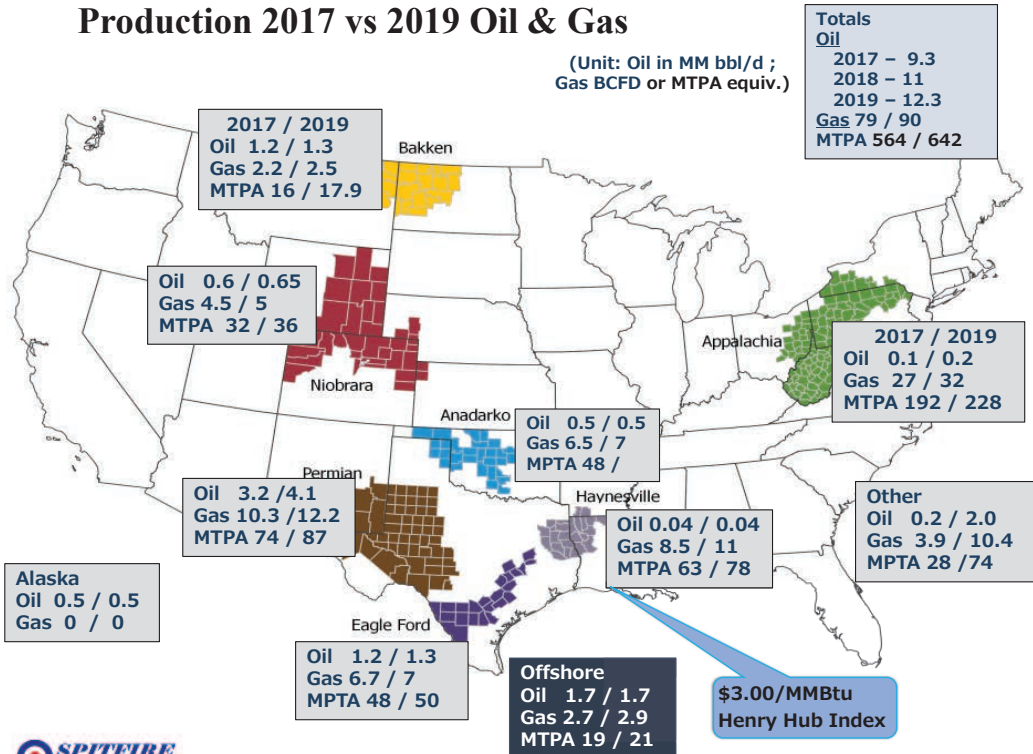 Production 2017 vs 2019 Oil & Gas
(Unit: Oil in MM bbl/d ;
Gas BCFD or MTPA equiv.)
Totals
Oil
2017 – 9.3
2018 – 11
2019 – 12.3
Gas 79 / 90
MTPA 564 / 642
2017 / 2019
Oil 1.2 / 1.3
Gas 2.2 / 2.5
MTPA 16 / 17.9
Bakken
Oil 0.6 / 0.65
Gas 4.5 / 5
MTPA 32 / 36
Niobrara
Appalachia
2017 / 2019
Oil 0.1 / 0.2
Gas 27 / 32
MTPA 192 / 228
Anadarko
Oil 0.5 / 0.5
Gas 6.5 / 7
MPTA 48 /
Permian
Oil 3.2 /4.1
Gas 10.3 /12.2
MTPA 74 / 87
Haynesville
Oil 0.04 / 0.04
Gas 8.5 / 11
MTPA 63 / 78
Other
Oil 0.2 / 2.0
Gas 3.9 / 10.4
MPTA 28 /74
Alaska
Oil 0.5 / 0.5
Gas 0 / 0
Eagle Ford
Oil 1.2 / 1.3
Gas 6.7 / 7
MPTA 48 / 50
Offshore
Oil 1.7 / 1.7
Gas 2.7 / 2.9
MTPA 19 / 21
$3.00/MMBtu
Henry Hub Index
SPITFIRE